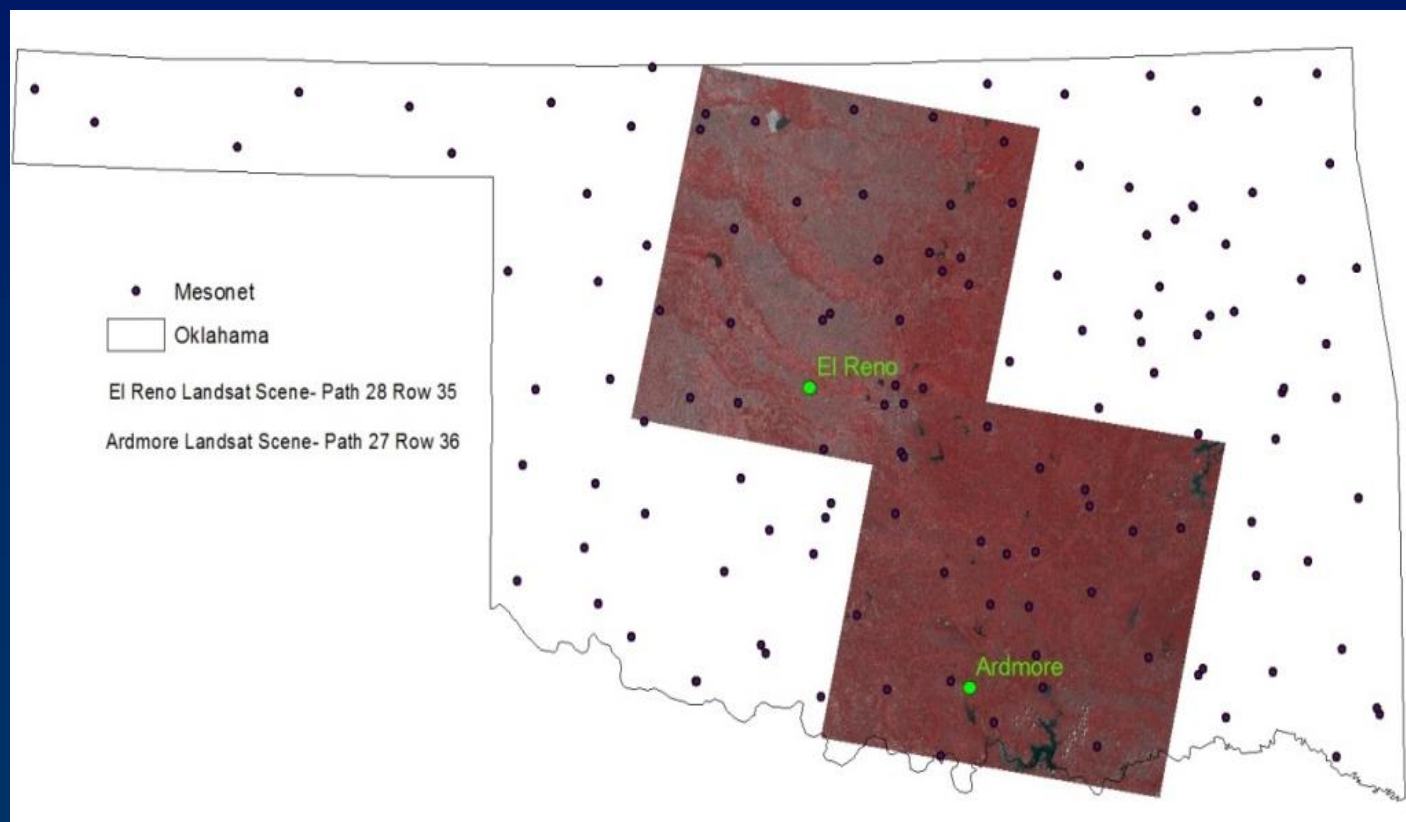 Mesonet
Oklahoma
El Reno Landsat Scene- Path 28 Row 35
Ardmore Landsat Scene- Path 27 Row 36
El Reno
Ardmore